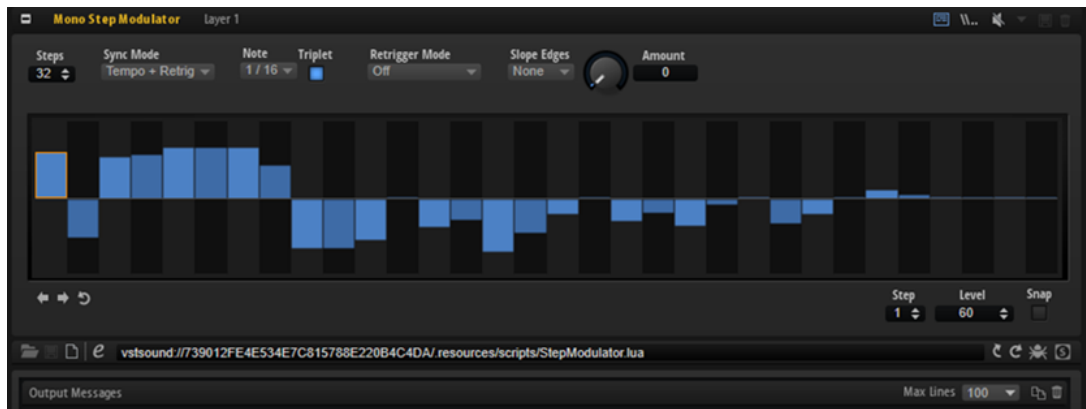 Mono Step Modulator Layer 1
Steps Sync Mode Note Triplet Retrigger Mode Slope Edges Amount
32 Tempo + Retrig 1 / 16 Off None 0
Step Level Snap
1 60
e vstsound://739012FE4E534E7C815788E220B4C4DA/.resources/scripts/StepModulator.lua S
Output Messages Max Lines 100